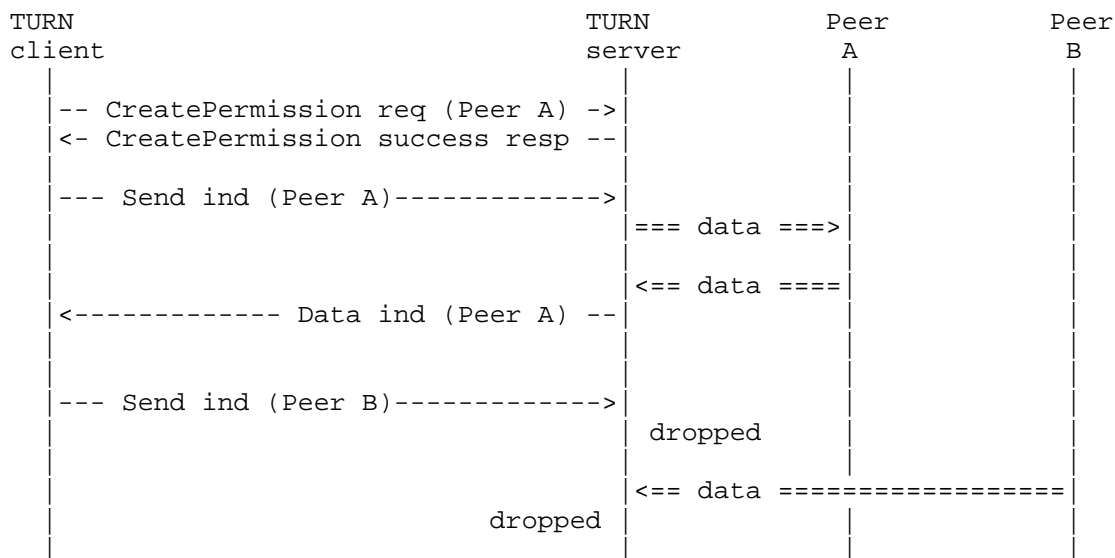 TURN TURN Peer Peer
client server A B
|-- CreatePermission req (Peer A) ->|
|<- CreatePermission success resp --|
|--- Send ind (Peer A)------------->|
|=== data ===>|
|<== data ====|
|<------------- Data ind (Peer A) --|
|--- Send ind (Peer B)------------->|
| dropped |
|<== data ==================|
dropped |